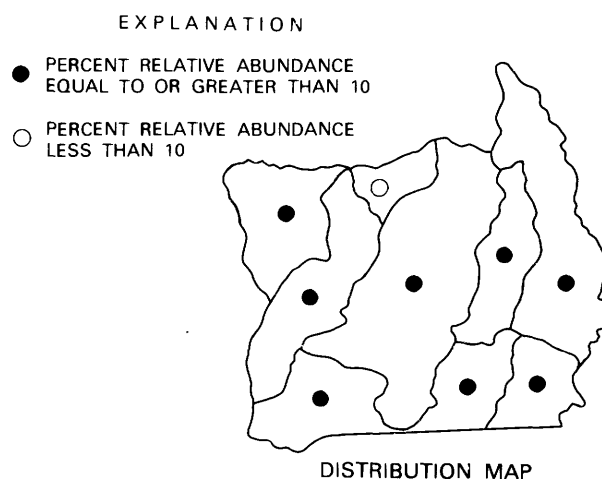 EXPLANATION
PERCENT RELATIVE ABUNDANCE
EQUAL TO OR GREATER THAN 10
PERCENT RELATIVE ABUNDANCE
LESS THAN 10
DISTRIBUTION MAP